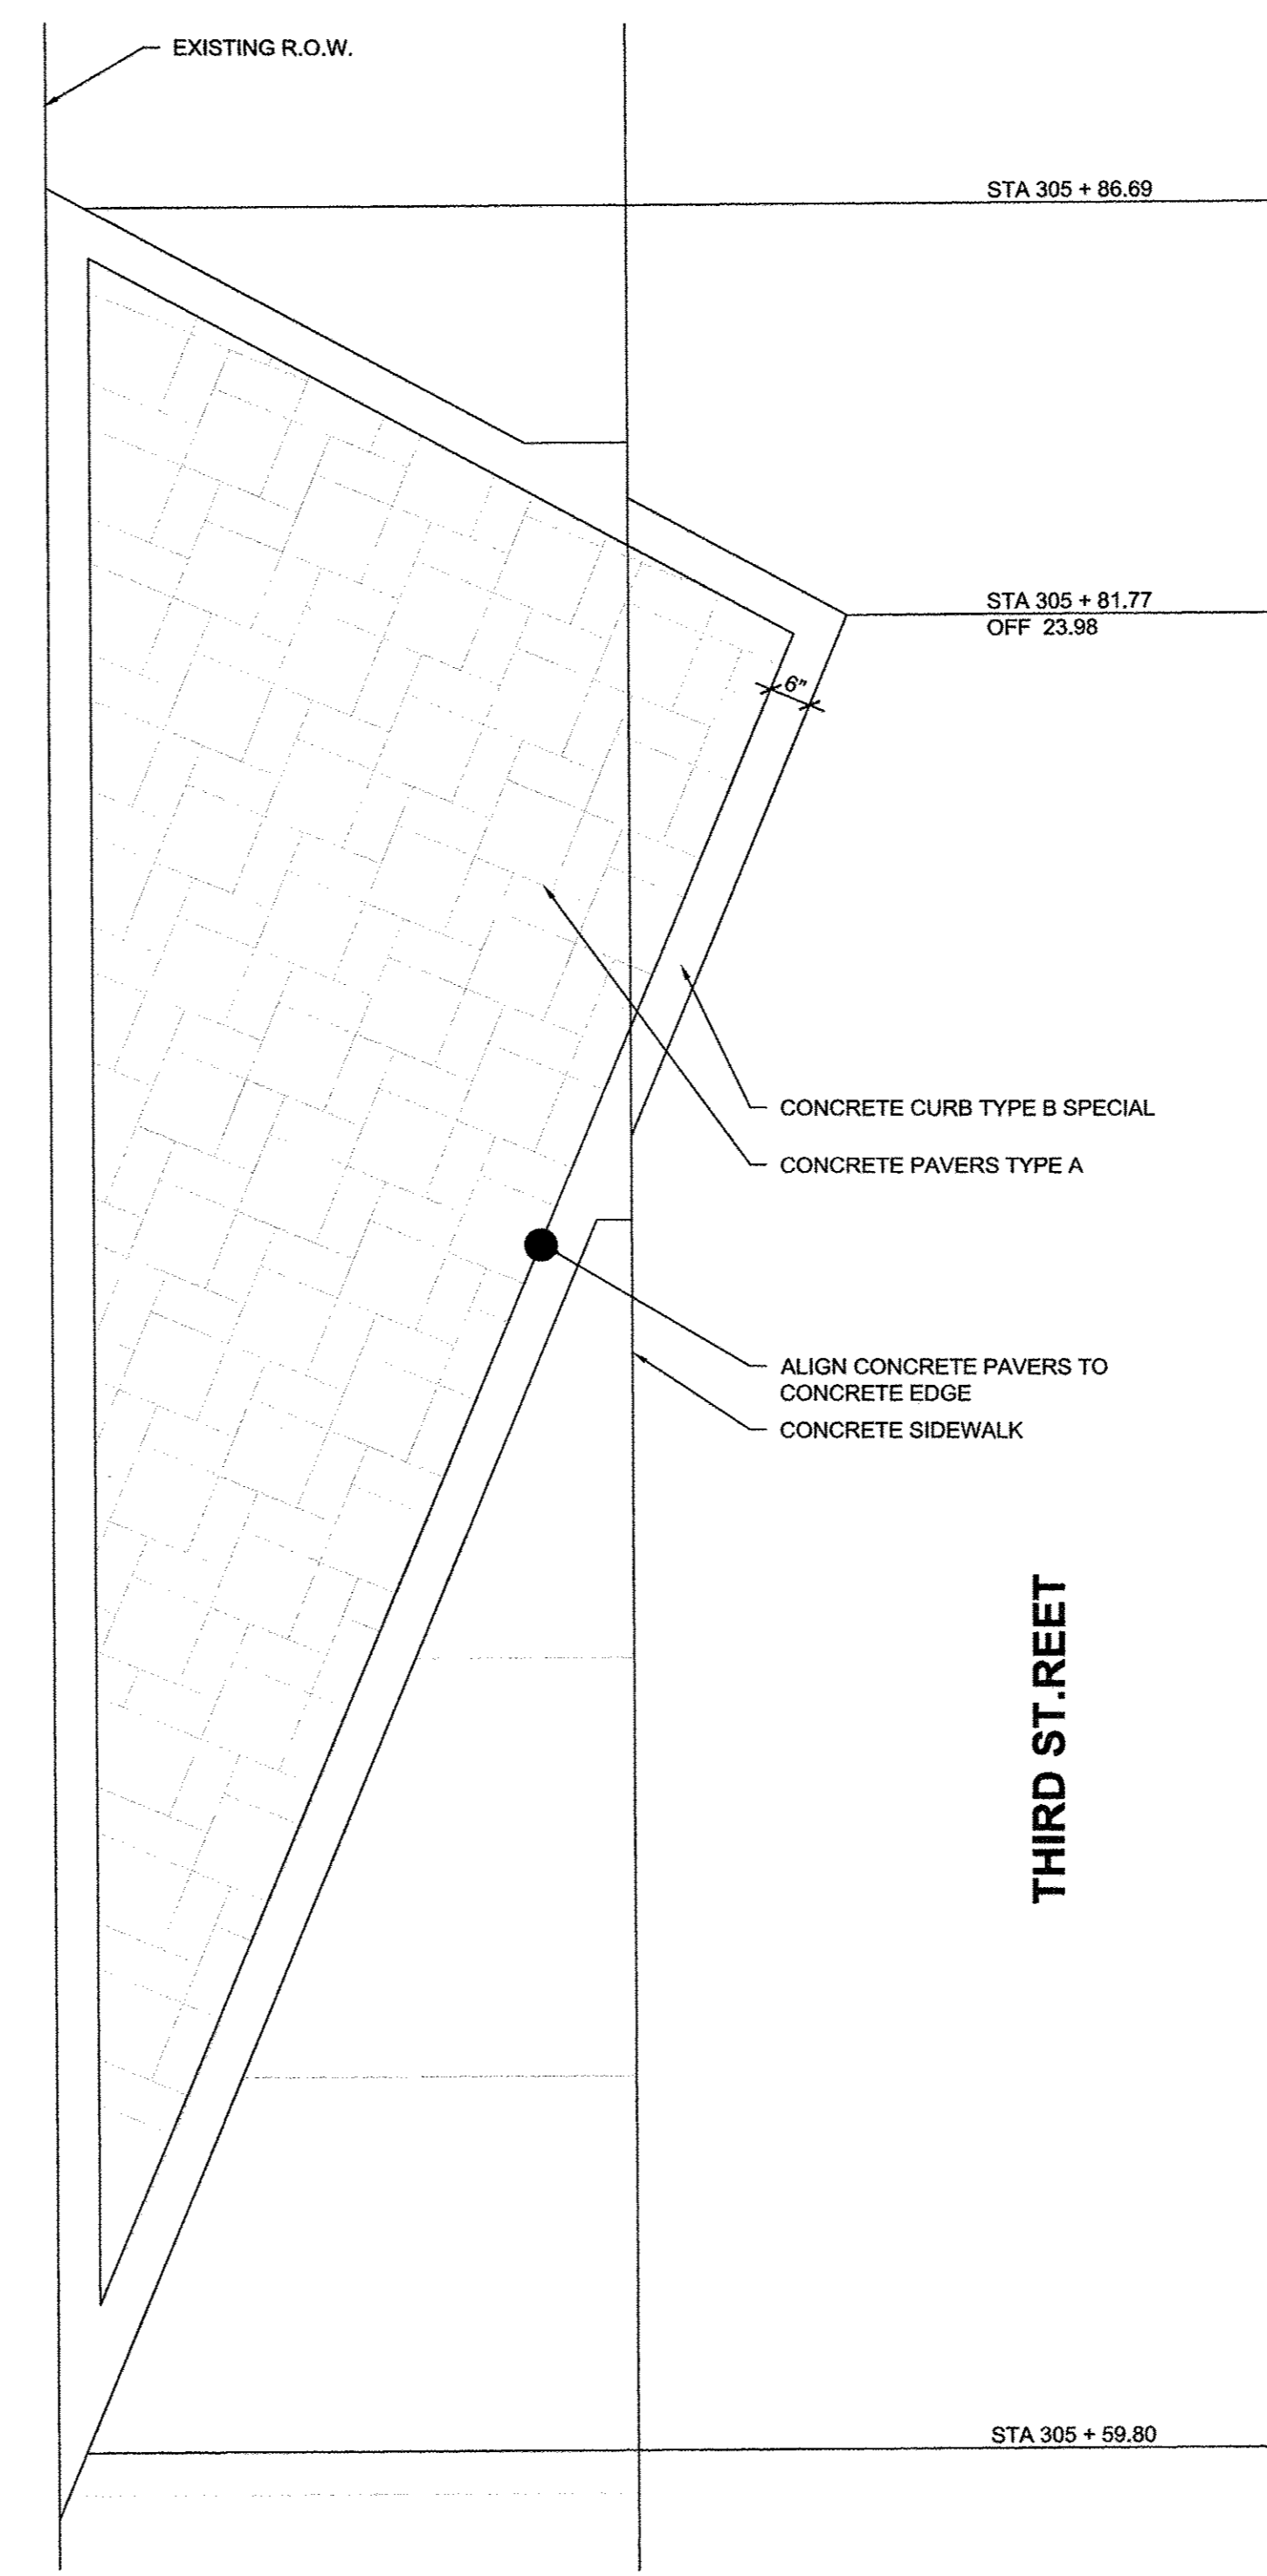 EXISTING R.O.W.
STA 305 + 86.69
STA 305 + 81.77
OFF 23.98
6"
CONCRETE CURB TYPE B SPECIAL
CONCRETE PAVERS TYPE A
ALIGN CONCRETE PAVERS TO
CONCRETE EDGE
CONCRETE SIDEWALK
THIRD ST.REET
STA 305 + 59.80